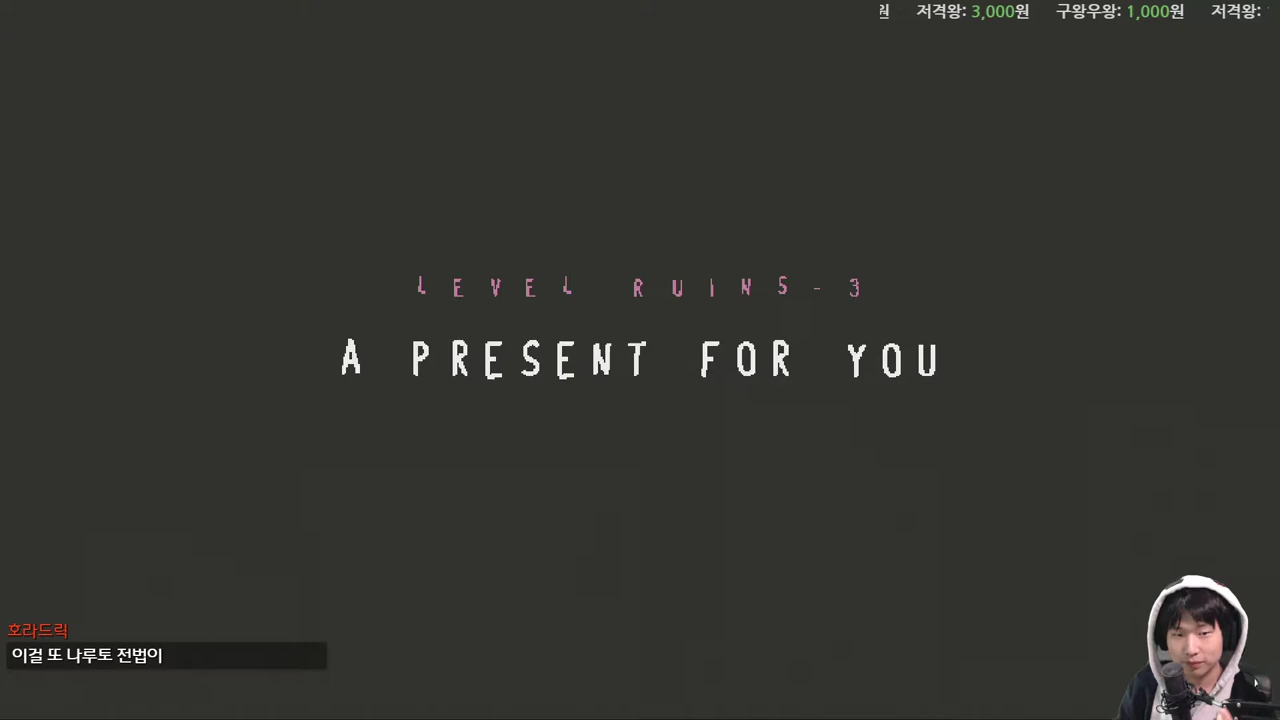 원 저격왕: 3,000원 구왕우왕: 1,000원 저격왕:
LEVEL RUINS-3
A PRESENT FOR YOU
호라드릭
이걸 또 나루토 전법이